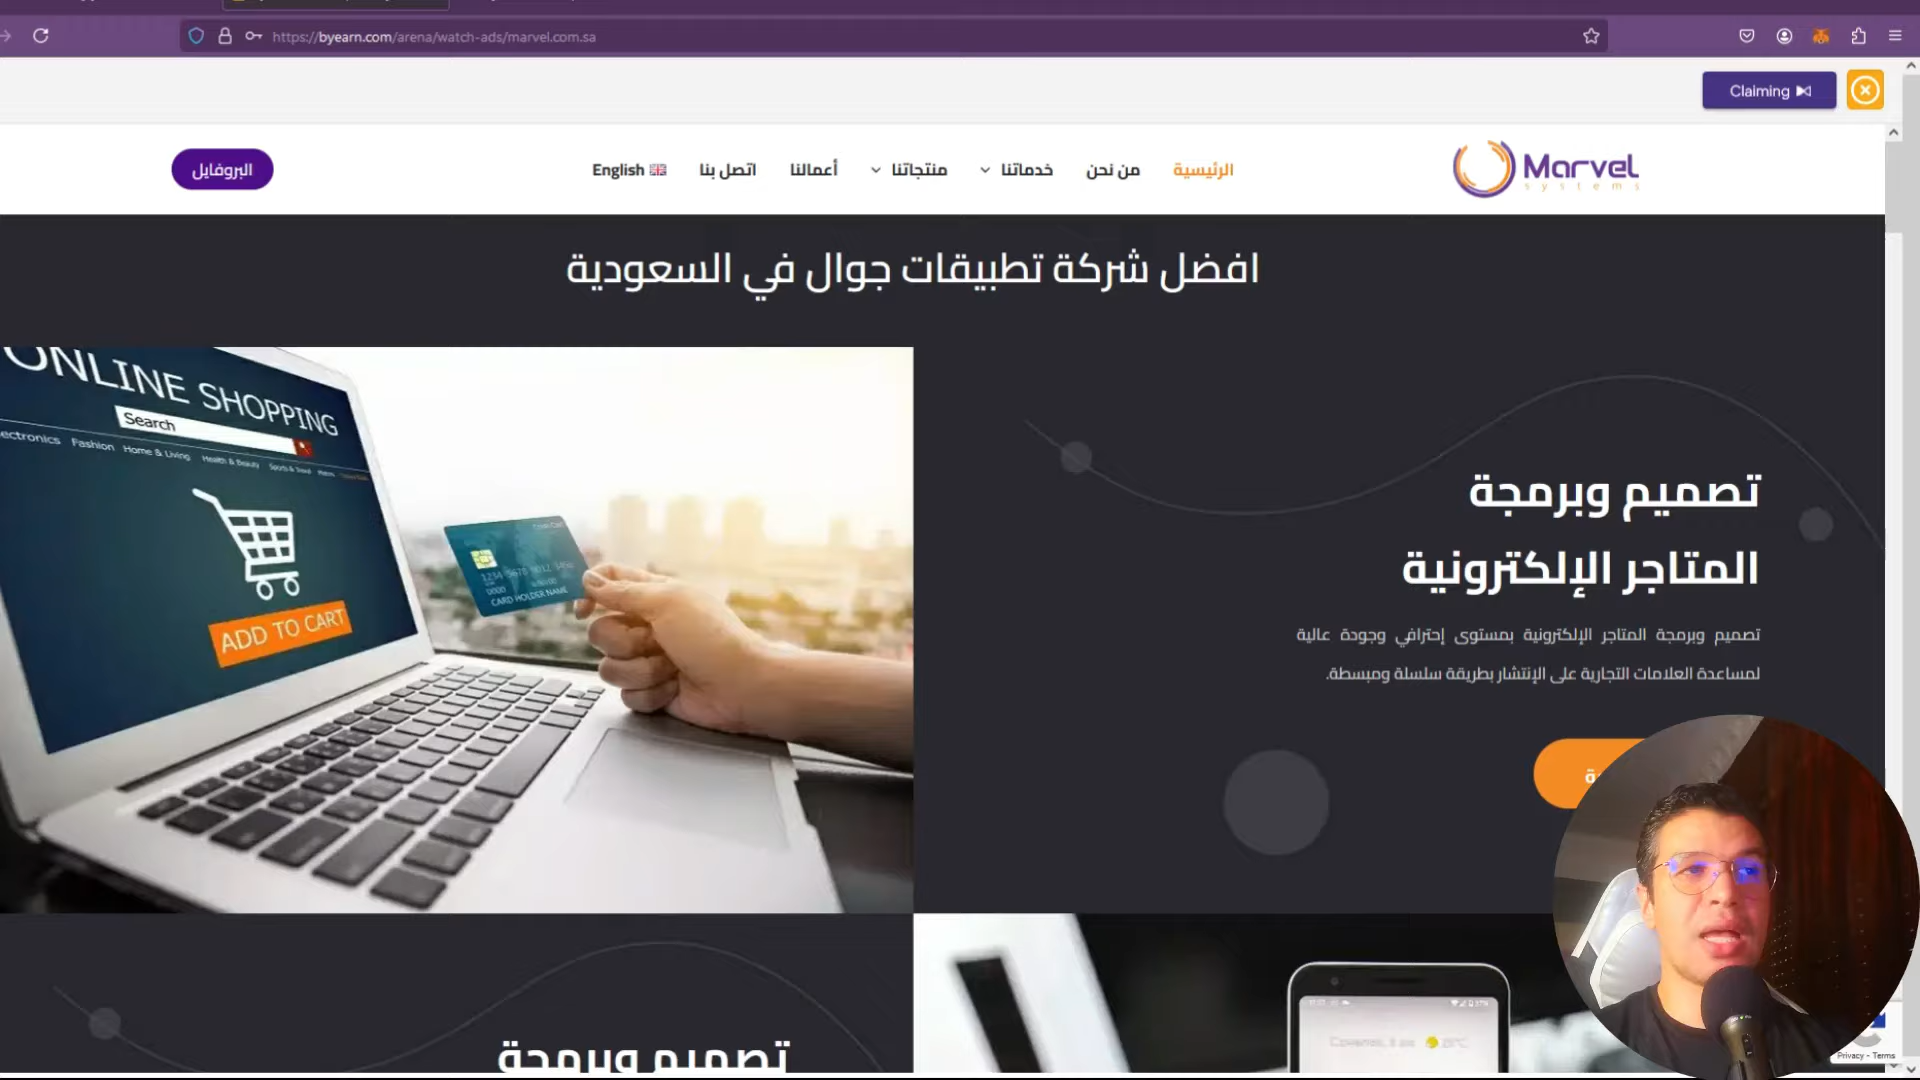 https://byearn.com/arena/watch-ads/marvel.com.sa
Claiming
Marvel
systems
الرئيسية
من نحن
خدماتنا
منتجاتنا
أعمالنا
اتصل بنا
English
البروفايل
افضل شركة تطبيقات جوال في السعودية
ONLINE SHOPPING
Search
Fashion Home & Living Health & Beauty
ADD TO CART
CARD HOLDER NAME
تصميم وبرمجة
المتاجر الإلكترونية
تصميم وبرمجة المتاجر الإلكترونية بمستوى إحترافي وجودة عالية
لمساعدة العلامات التجارية على الإنتشار بطريقة سلسلة ومبسطة.
تصميم وبرمجة
Privacy - Terms